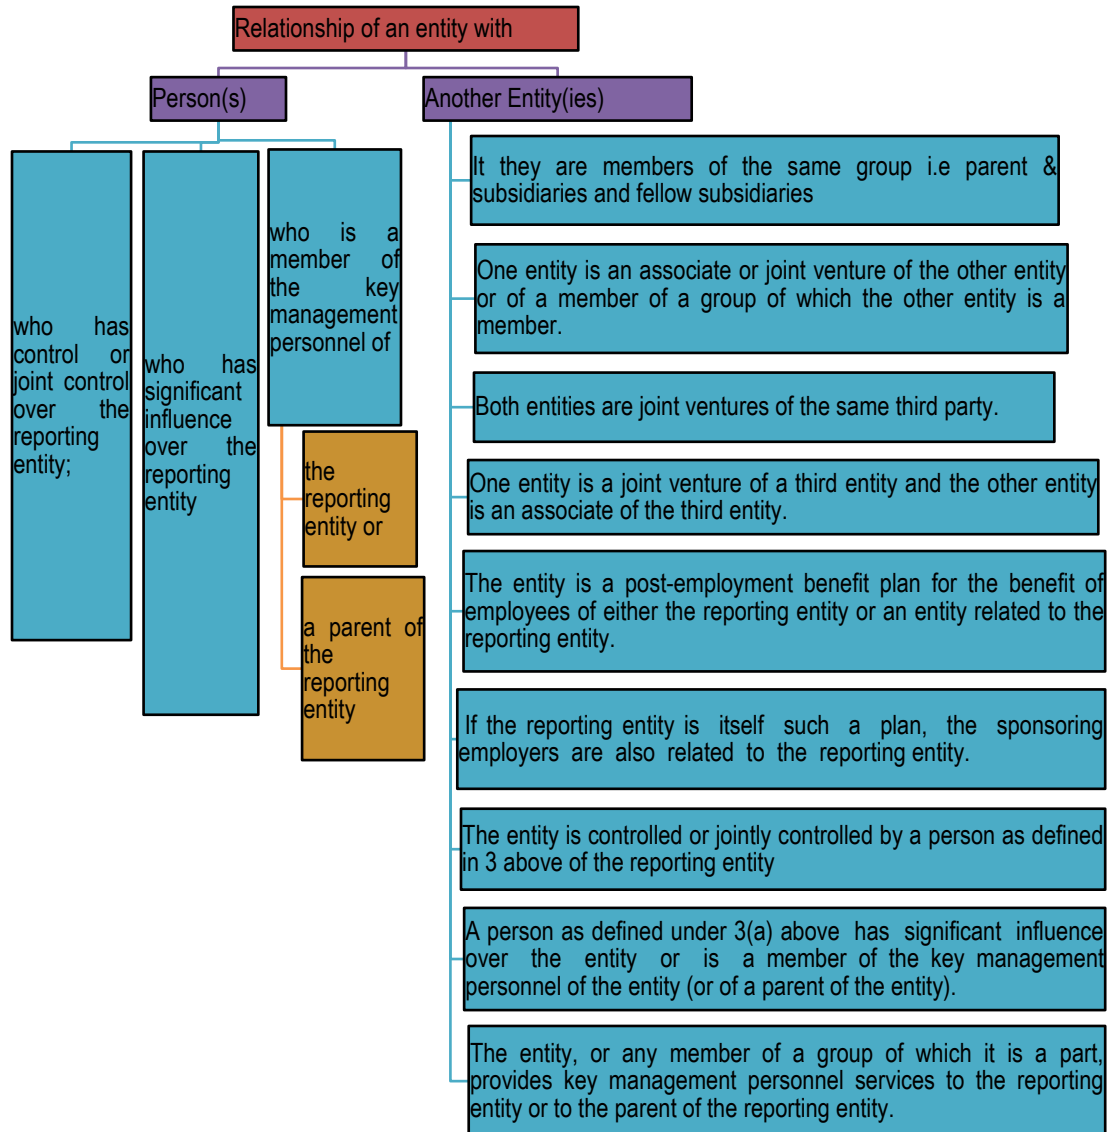 Relationship of an entity with
Person(s)
Another Entity(ies)
who has
control or
joint control
over the
reporting
entity;
who has
significant
influence
over the
reporting
entity
who is a
member of
the key
management
personnel of
the
reporting
entity or
a parent of
the
reporting
entity
It they are members of the same group i.e parent &
subsidiaries and fellow subsidiaries
One entity is an associate or joint venture of the other entity
or of a member of a group of which the other entity is a
member.
Both entities are joint ventures of the same third party.
One entity is a joint venture of a third entity and the other entity
is an associate of the third entity.
The entity is a post-employment benefit plan for the benefit of
employees of either the reporting entity or an entity related to the
reporting entity.
If the reporting entity is itself such a plan, the sponsoring
employers are also related to the reporting entity.
The entity is controlled or jointly controlled by a person as defined
in 3 above of the reporting entity
A person as defined under 3(a) above has significant influence
over the entity or is a member of the key management
personnel of the entity (or of a parent of the entity).
The entity, or any member of a group of which it is a part,
provides key management personnel services to the reporting
entity or to the parent of the reporting entity.